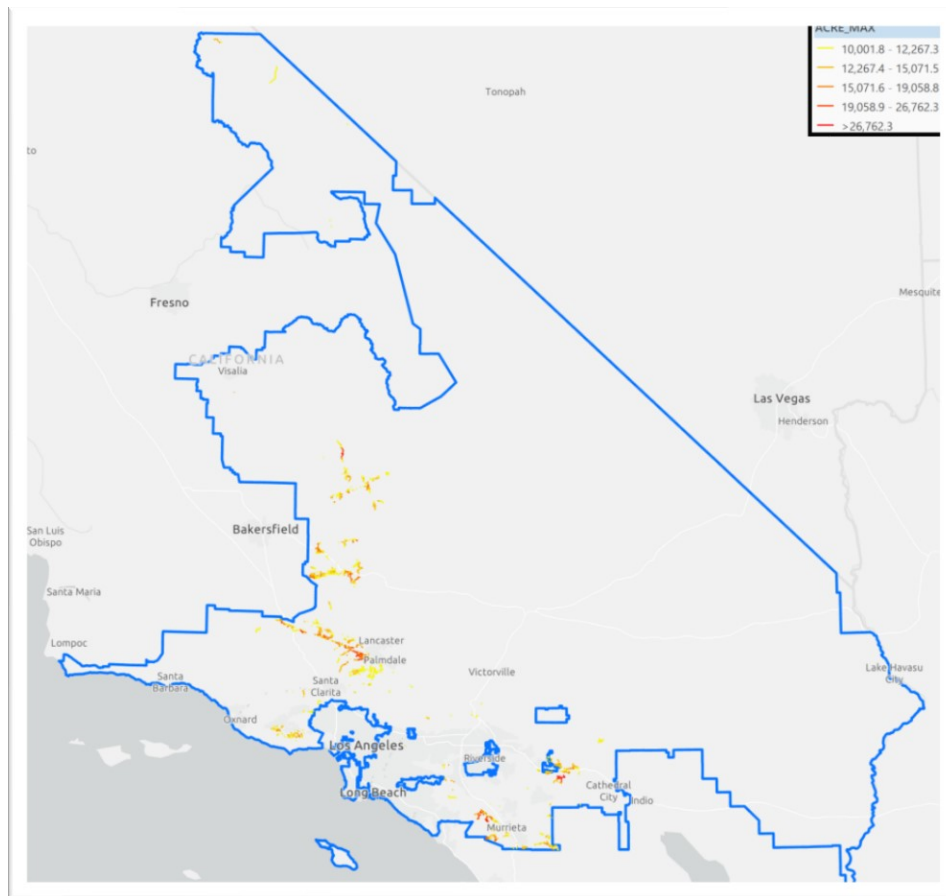 ACRE_MAX
10,001.8 - 12,267.3
12,267.4 - 15,071.5
15,071.6 - 19,058.8
19,058.9 - 26,762.3
>26,762.3
Tonopah
to
Mesquite
Fresno
CALIFORNIA
Visalia
Las Vegas
Henderson
Bakersfield
San Luis
Obispo
Santa Maria
Lancaster
Lompoc
Palmdale
Lake Havasu
City
Victorville
Santa
Barbara
Santa
Clarita
Oxnard
Los Angeles
Riverside
Cathedral
City
Indio
Long Beach
Murrieta